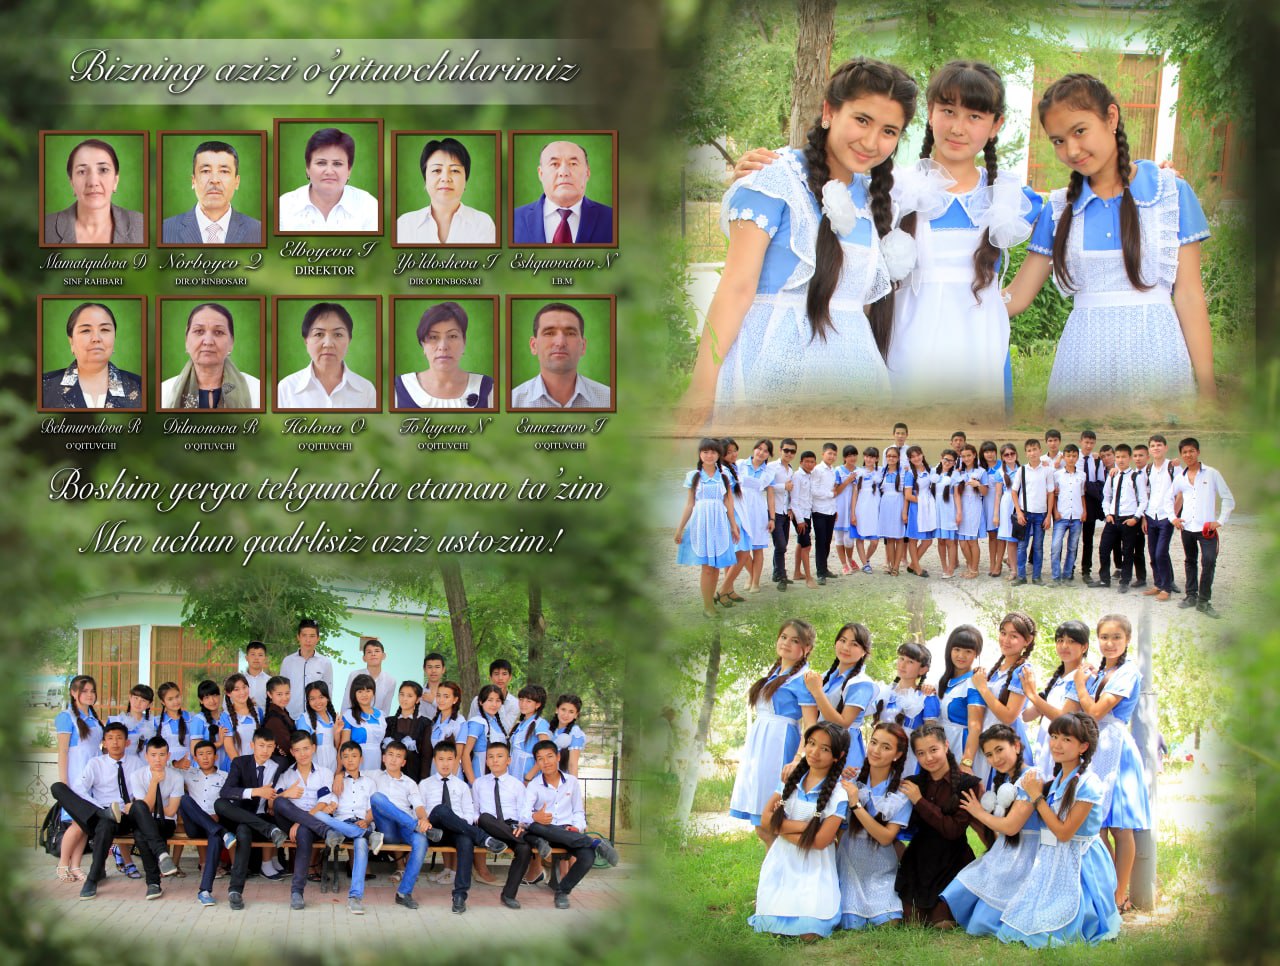 Bizning azizi o'qituvchilarimiz
Mamatqulova D
SINF RAHBARI
Nòrboyev Q
DIR.O'RINBOSARI
Elboyeva I
DIREKTOR
Yo'ldosheva I
DIR.O'RINBOSARI
Eshquvvatov N
I.B.M
Bekmurodova R
O'QITUVCHI
Dilmonova R
O'QITUVCHI
Holova O
O'QITUVCHI
To'layeva N
O'QITUVCHI
Ennazarov I
O'QITUVCHI
Boshim yerga tekguncha etaman ta'zim
Men uchun qadrlisiz aziz ustozim!